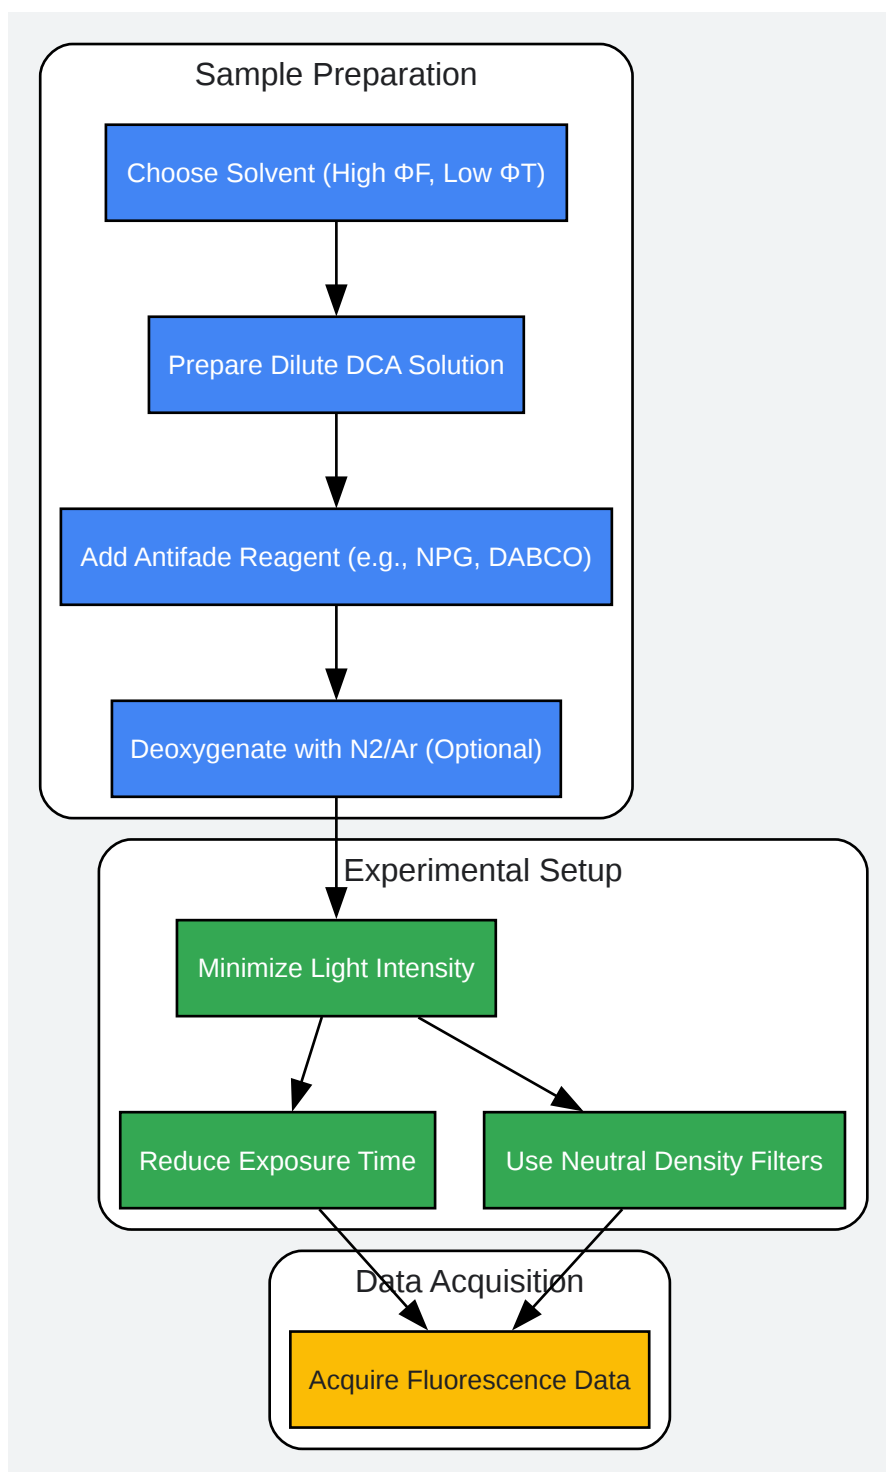 Sample Preparation
Choose Solvent (High ΦF, Low ΦT)
Prepare Dilute DCA Solution
Add Antifade Reagent (e.g., NPG, DABCO)
Deoxygenate with N2/Ar (Optional)
Experimental Setup
Minimize Light Intensity
Reduce Exposure Time
Use Neutral Density Filters
Data Acquisition
Acquire Fluorescence Data